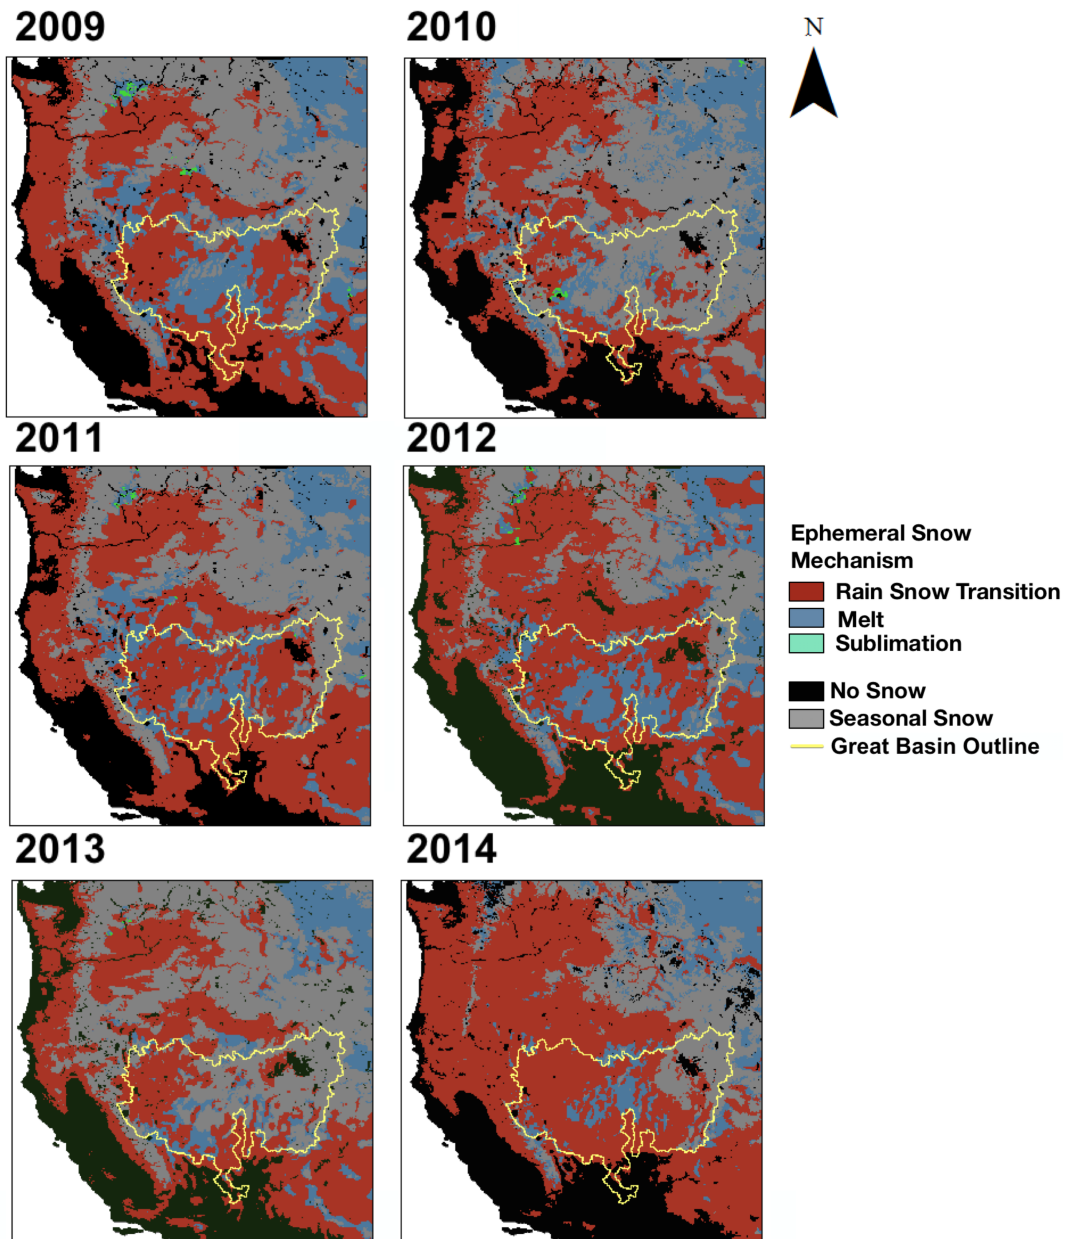 2009
2010
N
2011
2012
Ephemeral Snow
Mechanism
Rain Snow Transition
Melt
Sublimation
No Snow
Seasonal Snow
Great Basin Outline
2013
2014